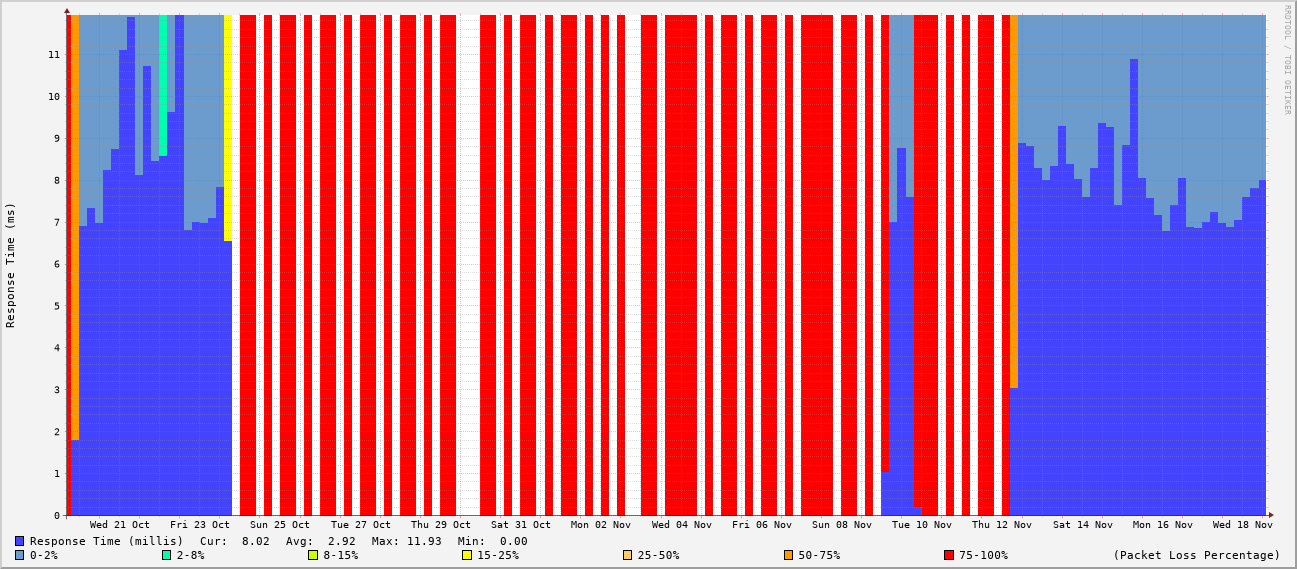 RRDTOOL / TOBI OETIKER
Response Time (ms)
11
10
9
8
7
6
5
4
3
2
1
0
Wed 21 Oct Fri 23 Oct Sun 25 Oct Tue 27 Oct Thu 29 Oct Sat 31 Oct Mon 02 Nov Wed 04 Nov Fri 06 Nov Sun 08 Nov Tue 10 Nov Thu 12 Nov Sat 14 Nov Mon 16 Nov Wed 18 Nov
Response Time (millis) Cur: 8.02 Avg: 2.92 Max: 11.93 Min: 0.00
0-2% 2-8% 8-15% 15-25% 25-50% 50-75% 75-100% (Packet Loss Percentage)